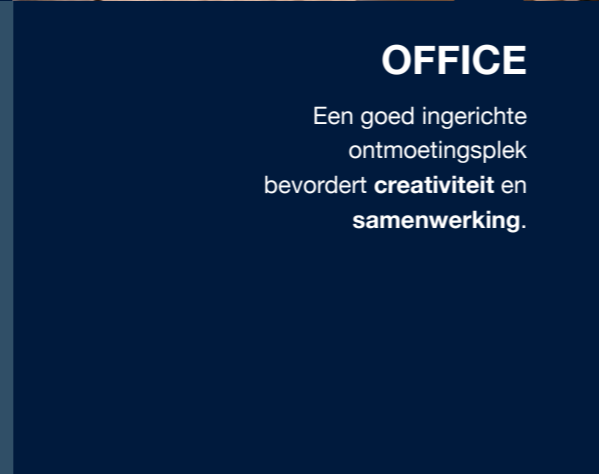 OFFICE
Een goed ingerichte
ontmoetingsplek
bevordert creativiteit en
samenwerking.